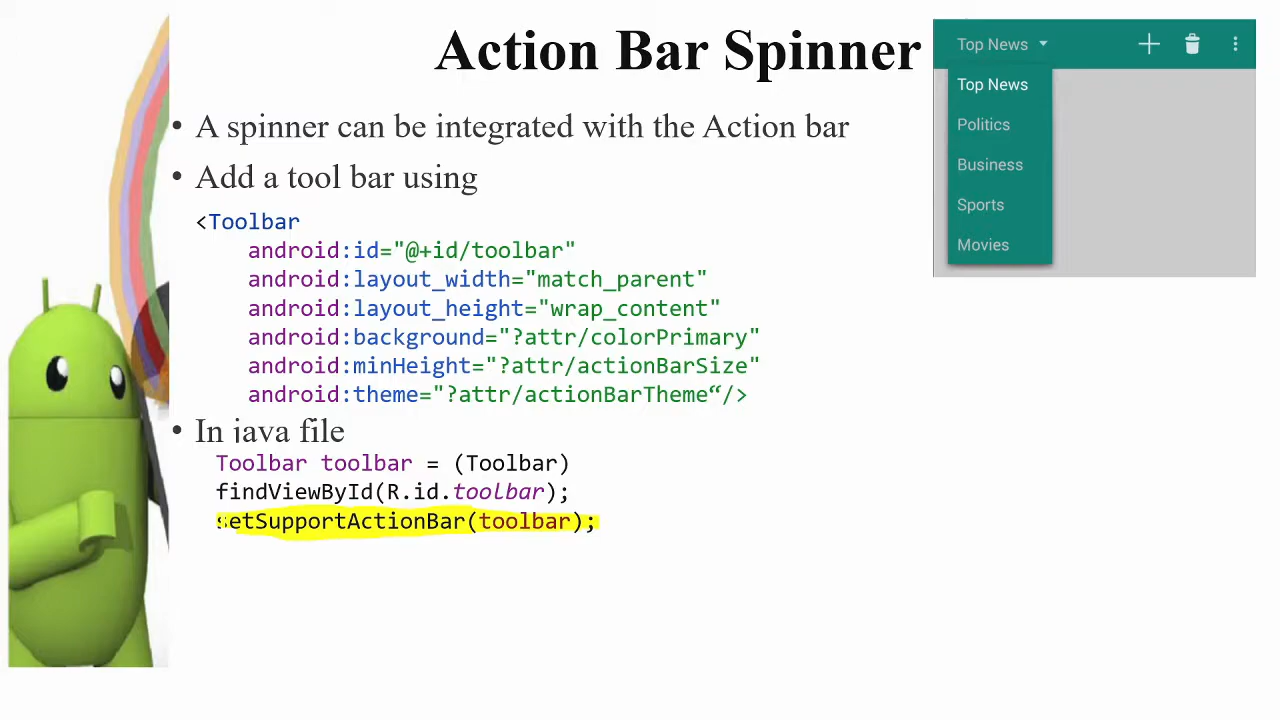 Action Bar Spinner
• A spinner can be integrated with the Action bar
• Add a tool bar using
<Toolbar
android:id="@+id/toolbar"
android:layout_width="match_parent"
android:layout_height="wrap_content"
android:background="?attr/colorPrimary"
android:minHeight="?attr/actionBarSize"
android:theme="?attr/actionBarTheme“/>
• In java file
Toolbar toolbar = (Toolbar)
findViewById(R.id.toolbar);
setSupportActionBar(toolbar);
Top News
Top News
Politics
Business
Sports
Movies